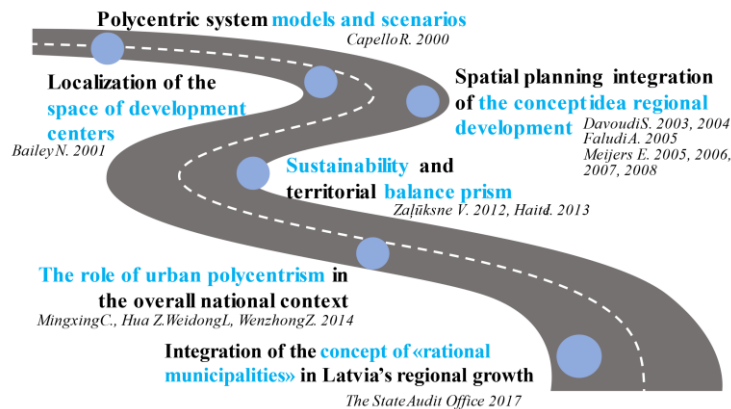 Polycentric system models and scenarios
Capello R. 2000
Localization of the
space of development
centers
Bailey N. 2001
Spatial planning integration
of the concept idea regional
development
Davoudi S. 2003, 2004
Faludi A. 2005
Meijers E. 2005, 2006,
2007, 2008
Sustainability and
territorial balance prism
Zaļūksne V. 2012, Haite I. 2013
The role of urban polycentrism in
the overall national context
Mingxing C., Hua Z. Weidong L, Wenzhong Z. 2014
Integration of the concept of «rational
municipalities» in Latvia's regional growth
The State Audit Office 2017